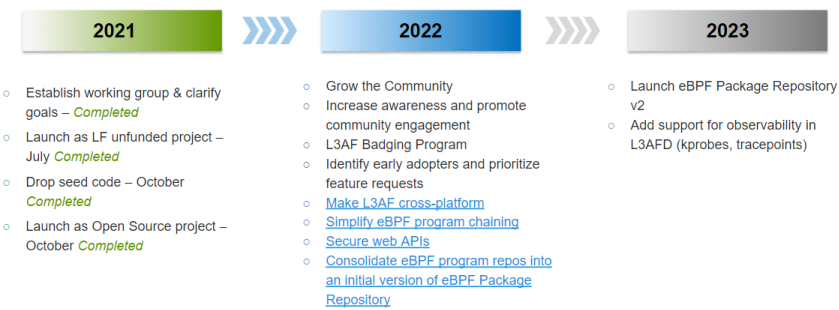 2021
Establish working group & clarify
goals – Completed
Launch as LF unfunded project –
July Completed
Drop seed code – October
Completed
Launch as Open Source project –
October Completed
2022
Grow the Community
Increase awareness and promote
community engagement
L3AF Badging Program
Identify early adopters and prioritize
feature requests
Make L3AF cross-platform
Simplify eBPF program chaining
Secure web APIs
Consolidate eBPF program repos into
an initial version of eBPF Package
Repository
2023
Launch eBPF Package Repository
v2
Add support for observability in
L3AFD (kprobes, tracepoints)